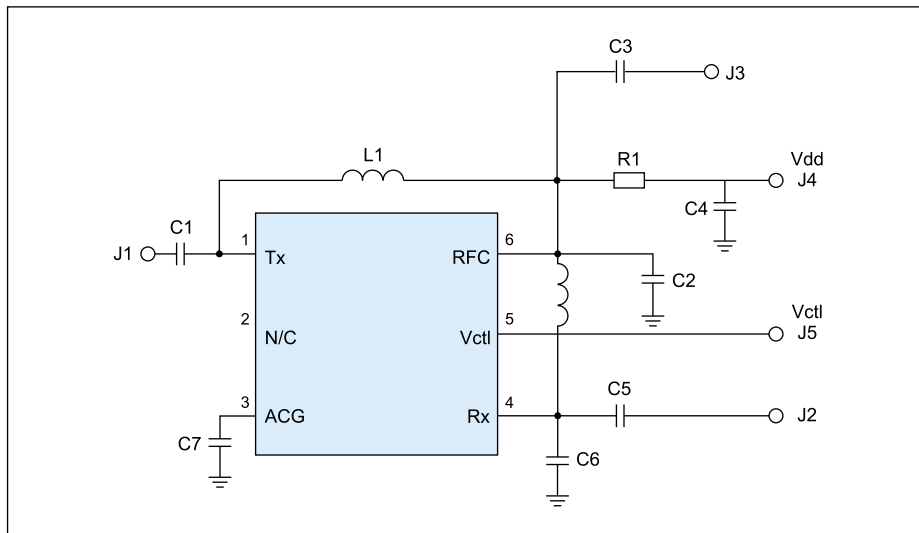 C3
J3
L1
R1
Vdd
J4
C4
C1
J1
1
Tx
6
RFC
C2
2
N/C
5
Vctl
Vctl
J5
3
ACG
4
Rx
C5
J2
C7
C6